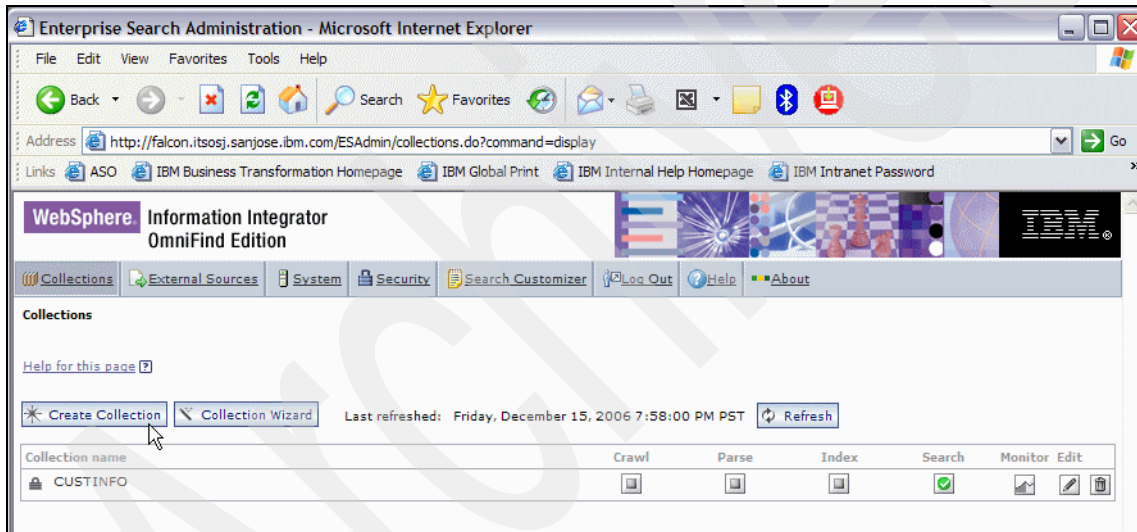 Enterprise Search Administration - Microsoft Internet Explorer
File Edit View Favorites Tools Help
Back Search Favorites
Address http://falcon.itsosj.sanjose.ibm.com/ESAdmin/collections.do?command=display Go
Links ASO IBM Business Transformation Homepage IBM Global Print IBM Internal Help Homepage IBM Intranet Password »
WebSphere. Information Integrator
OmniFind Edition
IBM®
Collections External Sources System Security Search Customizer Log Out Help About
Collections
Help for this page ?
Create Collection Collection Wizard Last refreshed: Friday, December 15, 2006 7:58:00 PM PST Refresh
Collection name Crawl Parse Index Search Monitor Edit
CUSTINFO